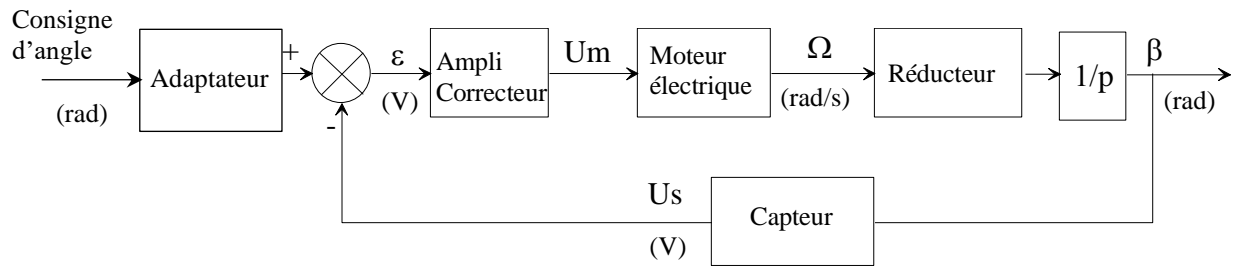 Consigne
d'angle
(rad)
Adaptateur
+
-
ε
(V)
Ampli
Correcteur
Um
Moteur
électrique
Ω
(rad/s)
Réducteur
1/p
β
(rad)
Us
(V)
Capteur